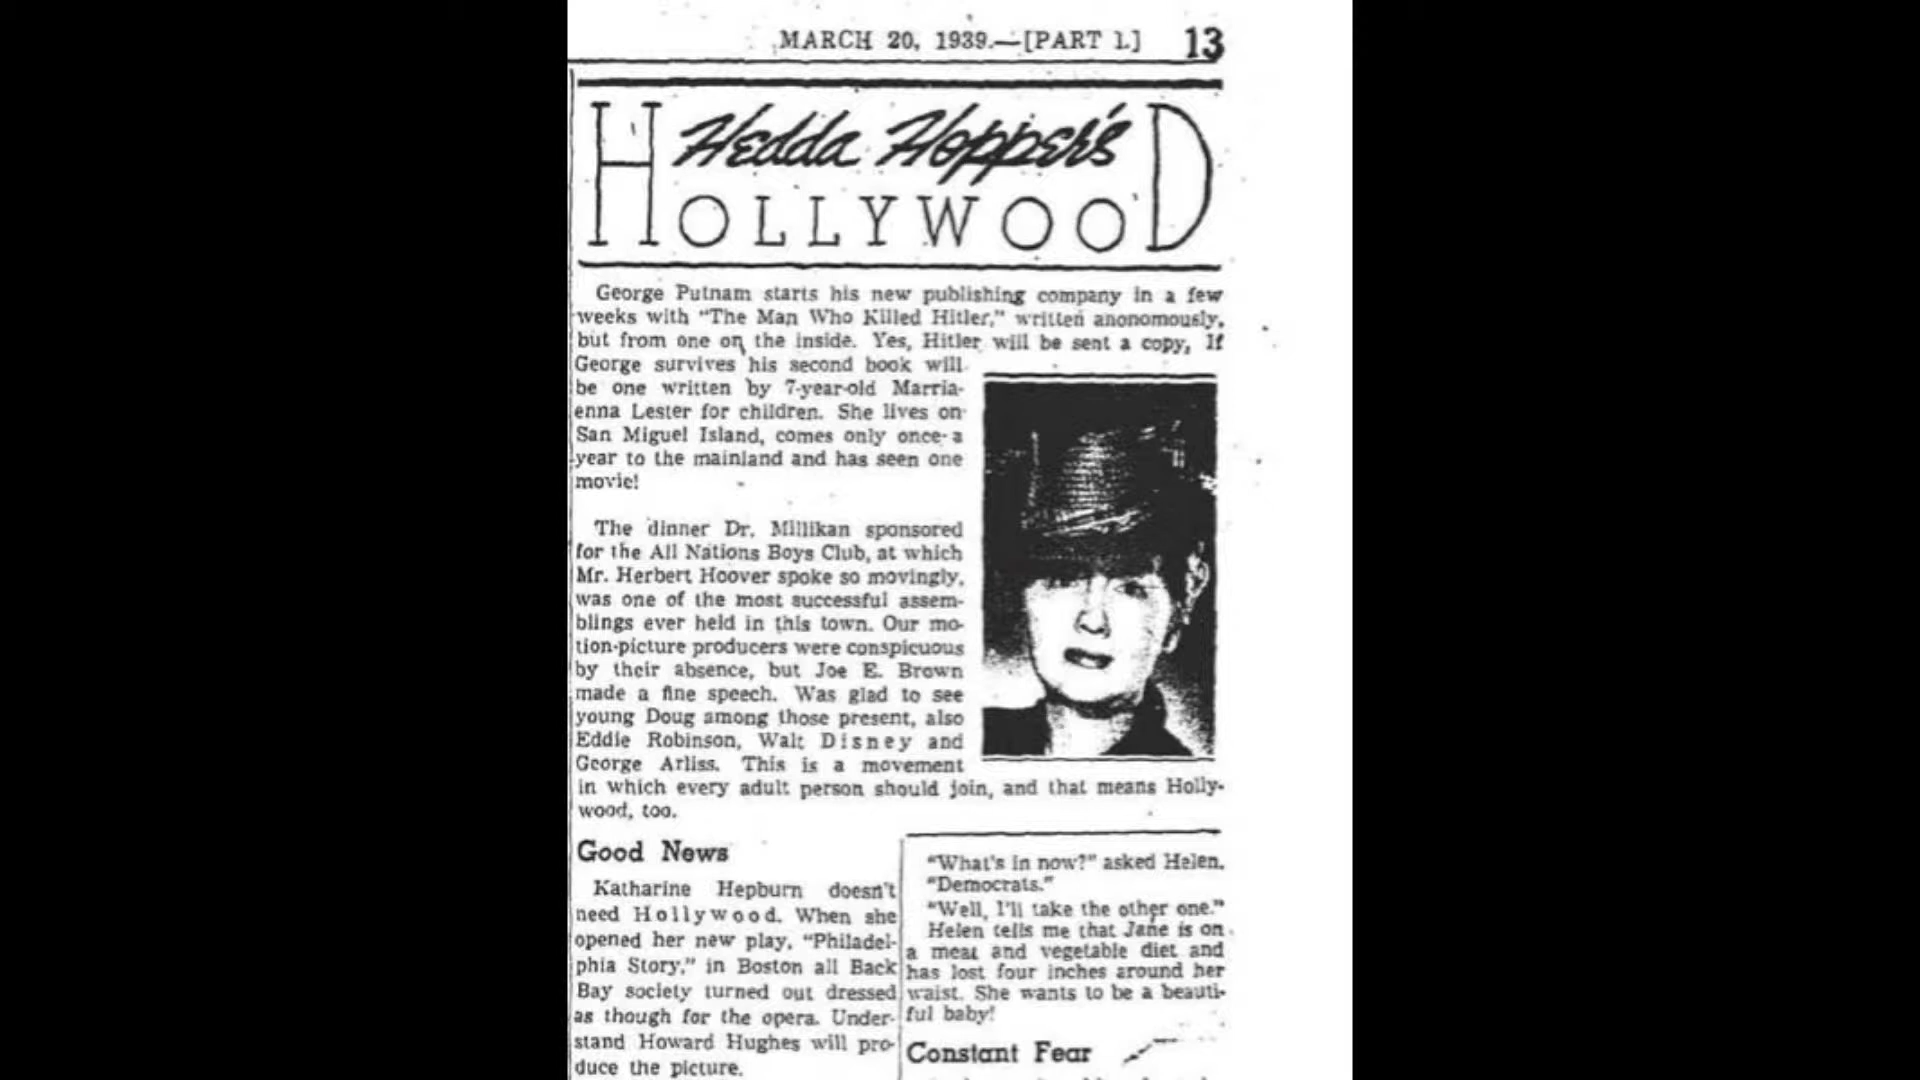 MARCH 20, 1939.—[PART I.] 13
Hedda Hopper's
HOLLYWOOD
George Putnam starts his new publishing company in a few
weeks with "The Man Who Killed Hitler," written anonomously,
but from one on the inside. Yes, Hitler will be sent a copy, If
George survives his second book will
be one written by 7-year-old Marria-
enna Lester for children. She lives on
San Miguel Island, comes only once a
year to the mainland and has seen one
movie!
The dinner Dr. Millikan sponsored
for the All Nations Boys Club, at which
Mr. Herbert Hoover spoke so movingly,
was one of the most successful assem-
blings ever held in this town. Our mo-
tion-picture producers were conspicuous
by their absence, but Joe E. Brown
made a fine speech. Was glad to see
young Doug among those present, also
Eddie Robinson, Walt Disney and
George Arliss. This is a movement
in which every adult person should join, and that means Holly-
wood, too.
Good News
Katharine Hepburn doesn't
need Hollywood. When she
opened her new play, "Philadel-
phia Story," in Boston all Back
Bay society turned out dressed
as though for the opera. Under-
stand Howard Hughes will pro-
duce the picture.
"What's in now?" asked Helen.
"Democrats."
"Well, I'll take the other one."
Helen tells me that Jane is on
a meat and vegetable diet and
has lost four inches around her
waist. She wants to be a beauti-
ful baby!
Constant Fear